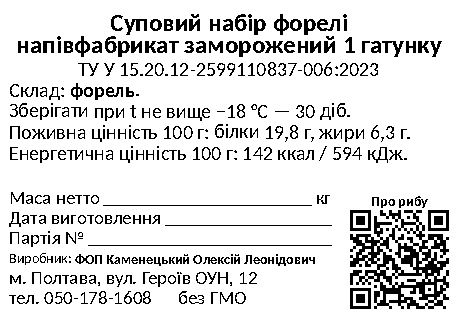 Суповий набір форелі
напівфабрикат заморожений 1 гатунку
ТУ У 15.20.12-2599110837-006:2023
Склад: форель.
Зберігати при t не вище −18 °С — 30 діб.
Поживна цінність 100 г: білки 19,8 г, жири 6,3 г.
Енергетична цінність 100 г: 142 ккал / 594 кДж.
Маса нетто ____________________ кг
Про рибу
Дата виготовлення ________________
Партія № ________________________
Виробник: ФОП Каменецький Олексій Леонідович
м. Полтава, вул. Героїв ОУН, 12
тел. 050-178-1608 без ГМО